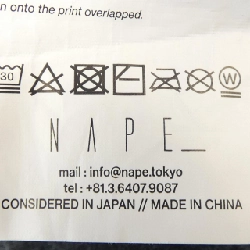 n onto the print overlapped.
30
W
NAPE_
mail : info@nape.tokyo
tel : +81.3.6407.9087
CONSIDERED IN JAPAN // MADE IN CHINA